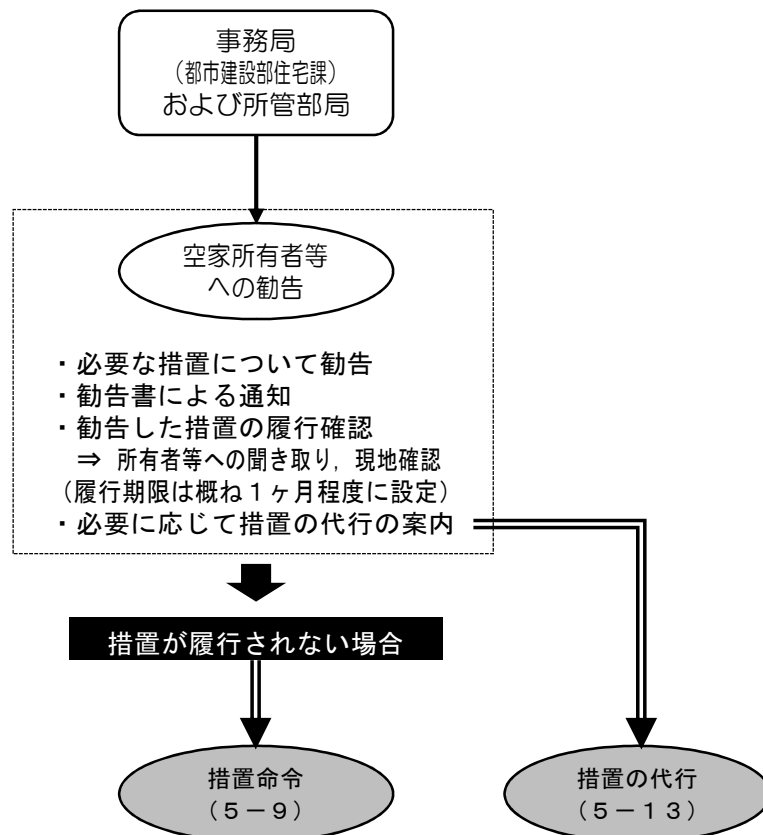 事務局
（都市建設部住宅課）
および所管部局
空家所有者等
への勧告
・必要な措置について勧告
・勧告書による通知
・勧告した措置の履行確認
⇒ 所有者等への聞き取り，現地確認
（履行期限は概ね１ヶ月程度に設定）
・必要に応じて措置の代行の案内
措置が履行されない場合
措置命令
（５－９）
措置の代行
（５－１３）